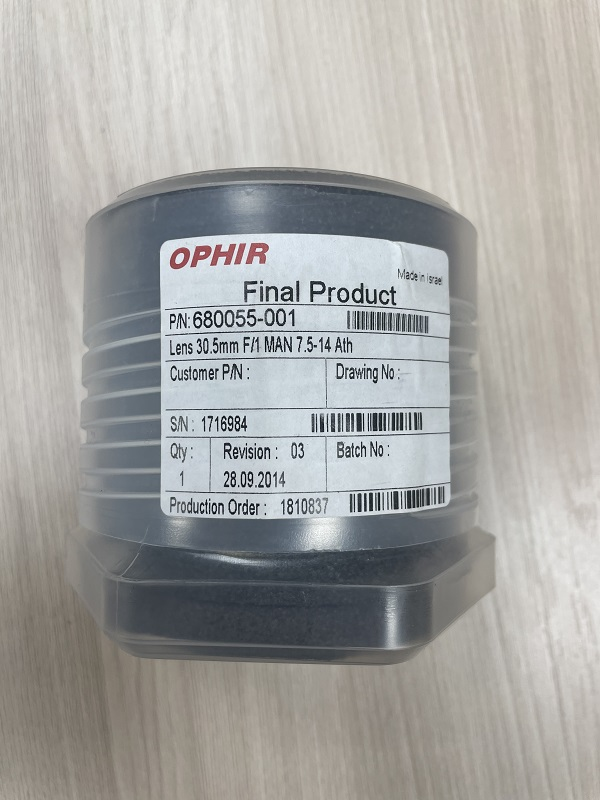 OPHIR
Made in Israel
Final Product
P/N: 680055-001
Lens 30.5mm F/1 MAN 7.5-14 Ath
Customer P/N :
Drawing No :
S/N : 1716984
Qty : 1
Revision : 03
28.09.2014
Batch No :
Production Order : 1810837